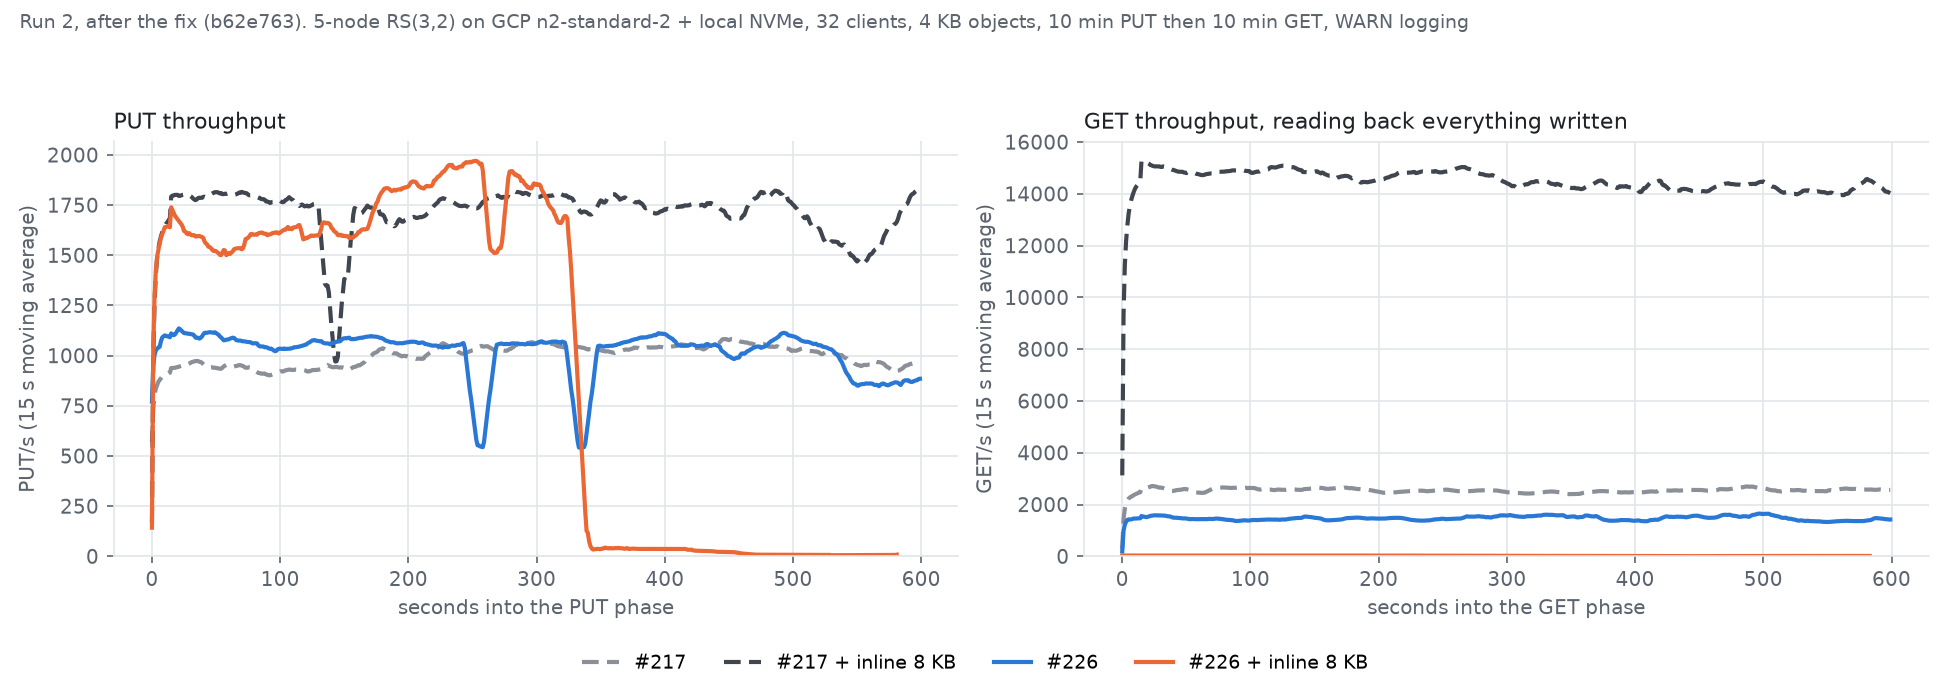 Run 2, after the fix (b62e763). 5-node RS(3,2) on GCP n2-standard-2 + local NVMe, 32 clients, 4 KB objects, 10 min PUT then 10 min GET, WARN logging
PUT throughput
PUT/s (15 s moving average)
2000
1750
1500
1250
1000
750
500
250
0
0 100 200 300 400 500 600
seconds into the PUT phase
GET throughput, reading back everything written
GET/s (15 s moving average)
16000
14000
12000
10000
8000
6000
4000
2000
0
0 100 200 300 400 500 600
seconds into the GET phase
#217 #217 + inline 8 KB #226 #226 + inline 8 KB